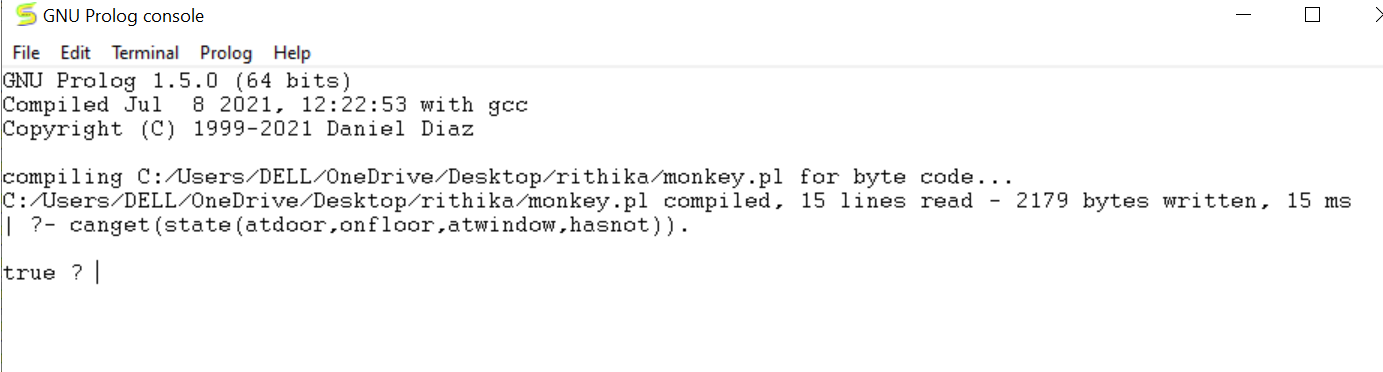 GNU Prolog console
File Edit Terminal Prolog Help
GNU Prolog 1.5.0 (64 bits)
Compiled Jul  8 2021, 12:22:53 with gcc
Copyright (C) 1999-2021 Daniel Diaz
compiling C:/Users/DELL/OneDrive/Desktop/rithika/monkey.pl for byte code...
C:/Users/DELL/OneDrive/Desktop/rithika/monkey.pl compiled, 15 lines read - 2179 bytes written, 15 ms
| ?- canget(state(atdoor,onfloor,atwindow,hasnot)).
true ?